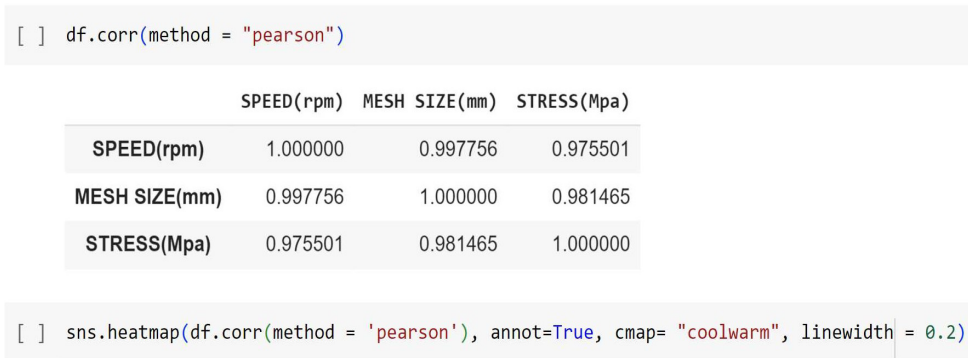 [ ] df.corr(method = "pearson")
SPEED(rpm) MESH SIZE(mm) STRESS(Mpa)
SPEED(rpm) 1.000000 0.997756 0.975501
MESH SIZE(mm) 0.997756 1.000000 0.981465
STRESS(Mpa) 0.975501 0.981465 1.000000
[ ] sns.heatmap(df.corr(method = 'pearson'), annot=True, cmap= "coolwarm", linewidth = 0.2)